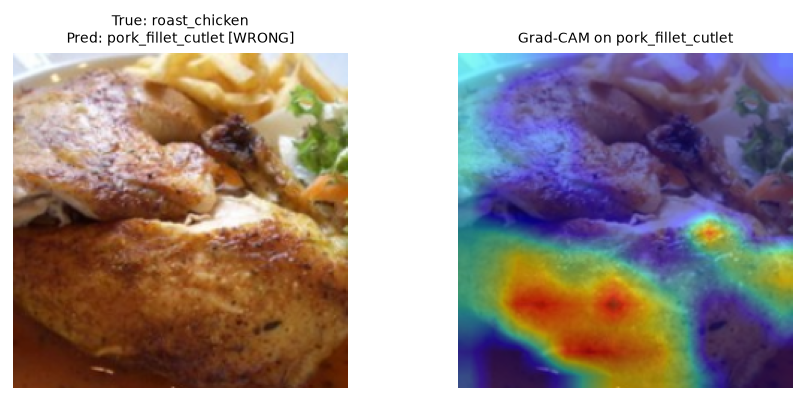 True: roast_chicken
Pred: pork_fillet_cutlet [WRONG]
Grad-CAM on pork_fillet_cutlet